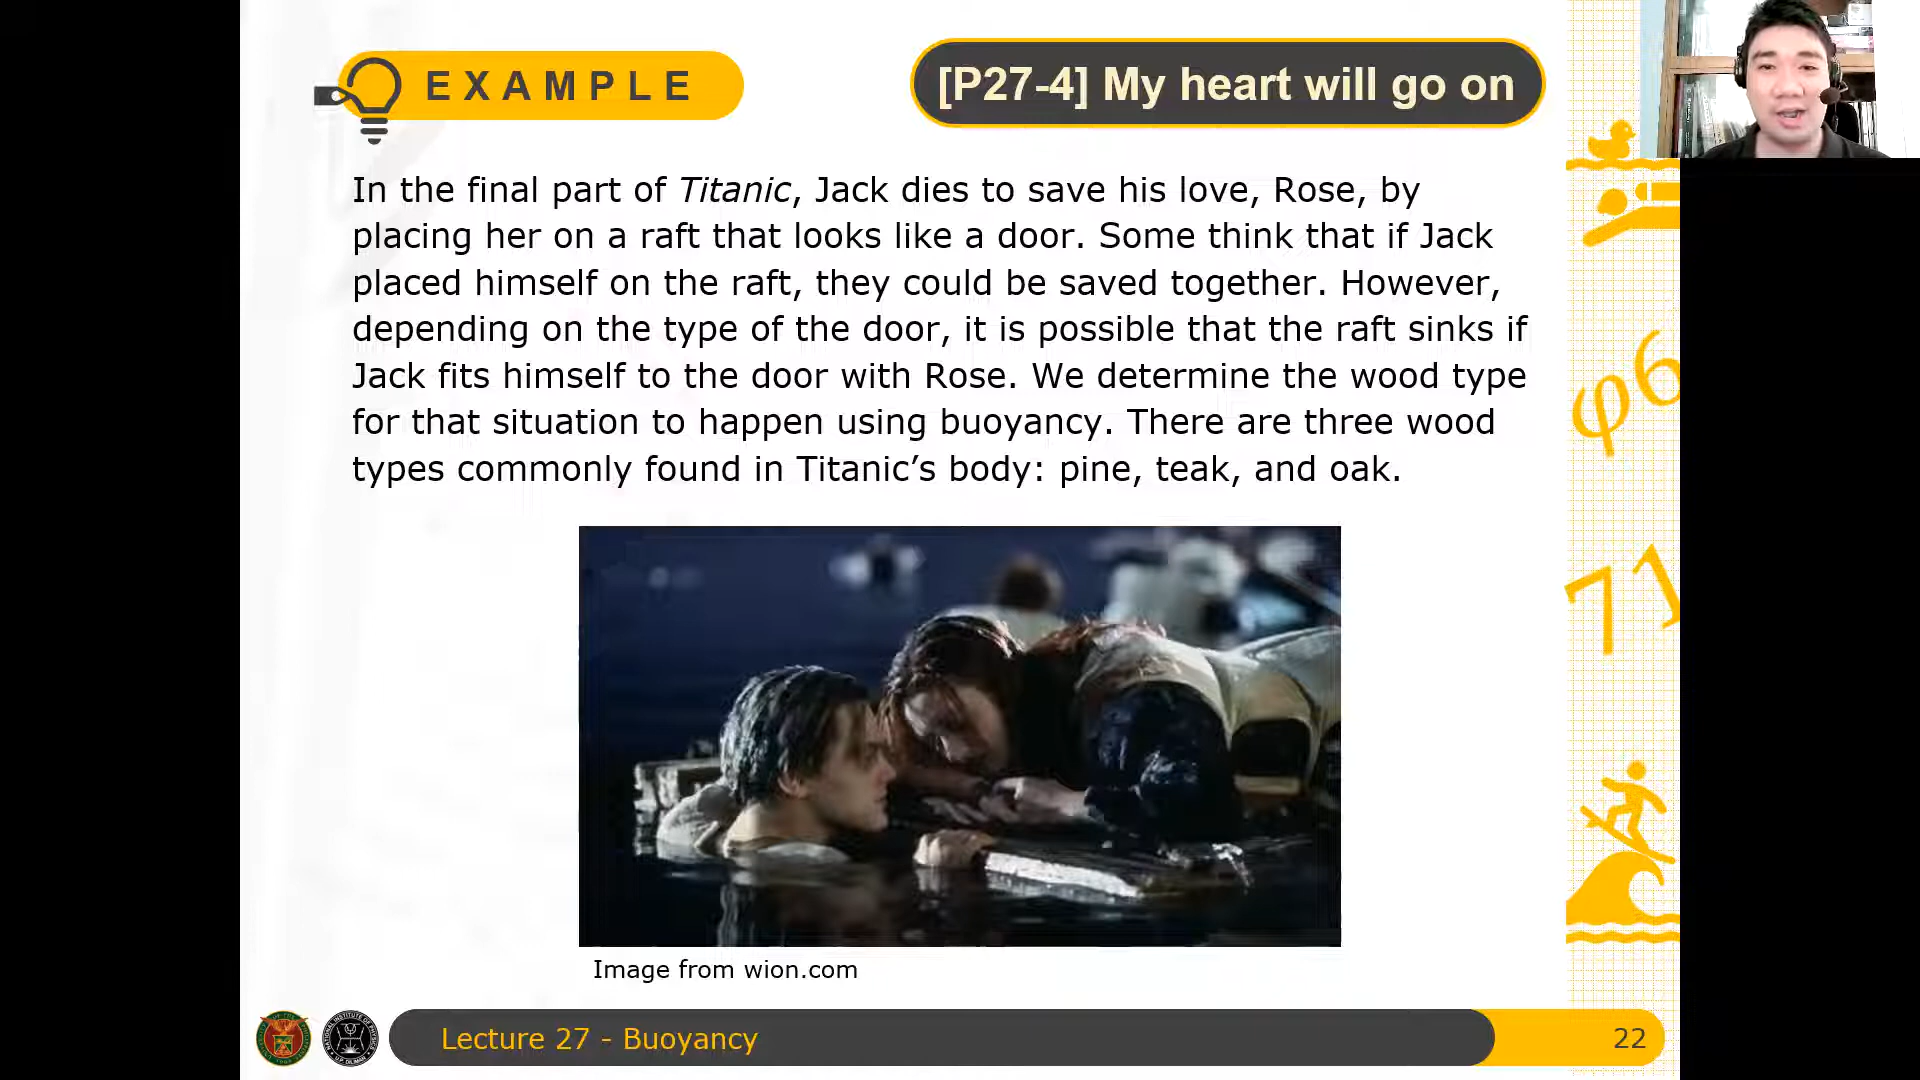 EXAMPLE
[P27-4] My heart will go on
In the final part of Titanic, Jack dies to save his love, Rose, by
placing her on a raft that looks like a door. Some think that if Jack
placed himself on the raft, they could be saved together. However,
depending on the type of the door, it is possible that the raft sinks if
Jack fits himself to the door with Rose. We determine the wood type
for that situation to happen using buoyancy. There are three wood
types commonly found in Titanic’s body: pine, teak, and oak.
φ6
71
Image from wion.com
Lecture 27 - Buoyancy
22